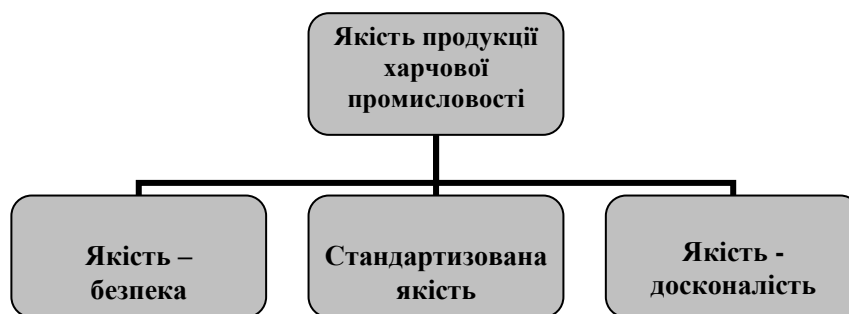 Якість продукції
харчової
промисловості
Якість –
безпека
Стандартизована
якість
Якість -
досконалість